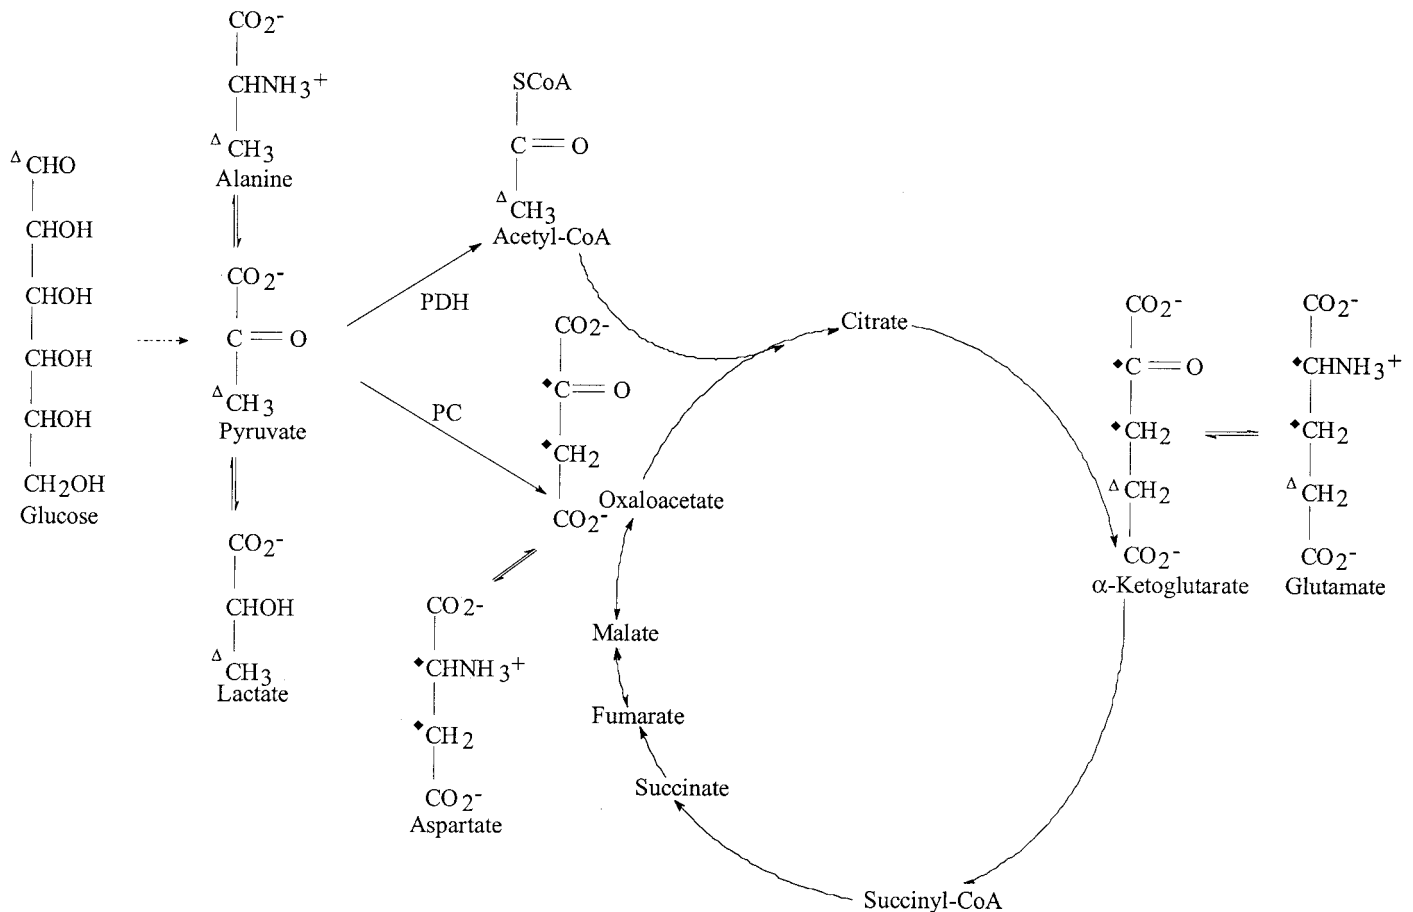 CO2-
CHNH3+
ΔCH3
Alanine
ΔCHO
CHOH
CHOH
CHOH
CHOH
CH2OH
Glucose
CO2-
C=O
ΔCH3
Pyruvate
CO2-
CHOH
ΔCH3
Lactate
PDH
PC
SCoA
C=O
ΔCH3
Acetyl-CoA
CO2-
◆C=O
◆CH2
CO2-
Oxaloacetate
CO2-
◆CHNH3+
◆CH2
CO2-
Aspartate
Citrate
CO2-
◆C=O
◆CH2
ΔCH2
CO2-
α-Ketoglutarate
CO2-
◆CHNH3+
◆CH2
ΔCH2
CO2-
Glutamate
Malate
Fumarate
Succinate
Succinyl-CoA